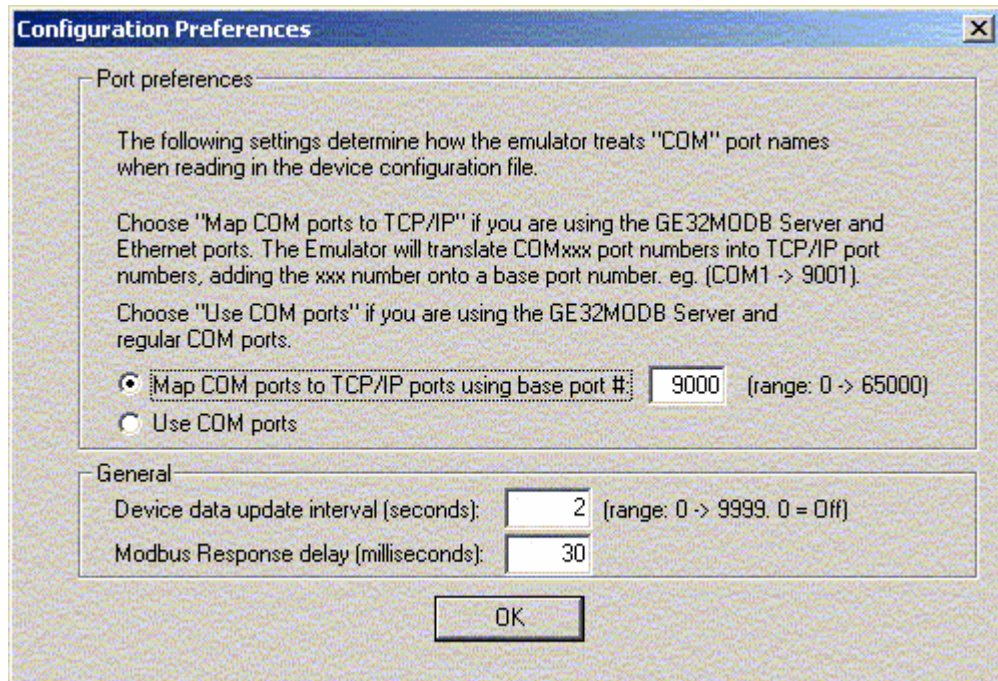 Configuration Preferences
Port preferences
The following settings determine how the emulator treats "COM" port names
when reading in the device configuration file.
Choose "Map COM ports to TCP/IP" if you are using the GE32MODB Server and
Ethernet ports. The Emulator will translate COMxxx port numbers into TCP/IP port
numbers, adding the xxx number onto a base port number. eg. (COM1 -> 9001).
Choose "Use COM ports" if you are using the GE32MODB Server and
regular COM ports.
Map COM ports to TCP/IP ports using base port #: 9000 (range: 0 -> 65000)
Use COM ports
General
Device data update interval (seconds): 2 (range: 0 -> 9999. 0 = Off)
Modbus Response delay (milliseconds): 30
OK